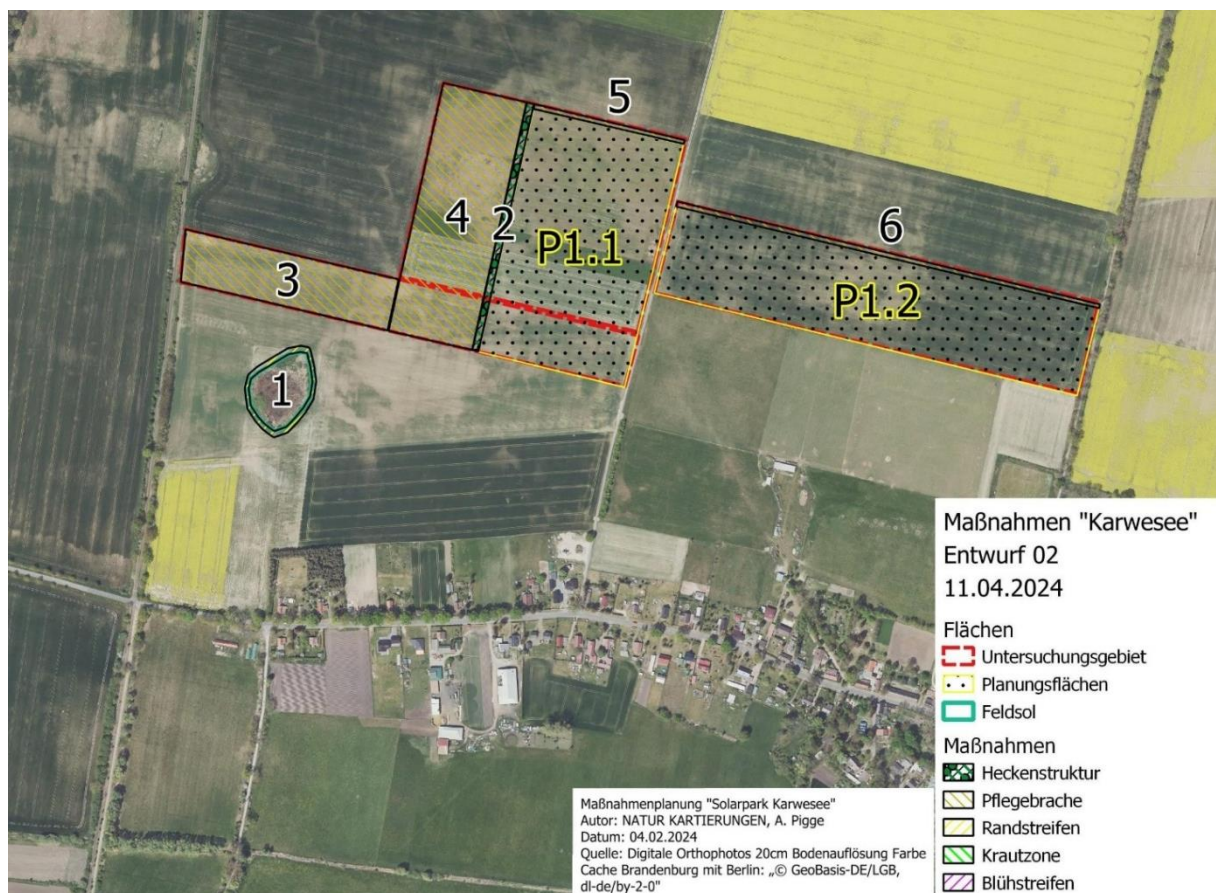 5
6
4
2
P1.1
3
P1.2
1
Maßnahmen "Karwesee"
Entwurf 02
11.04.2024
Flächen
Untersuchungsgebiet
Planungsflächen
Feldsol
Maßnahmen
Heckenstruktur
Pflegebrache
Randstreifen
Krautzone
Blühstreifen
Maßnahmenplanung "Solarpark Karwesee"
Autor: NATUR KARTIERUNGEN, A. Pigge
Datum: 04.02.2024
Quelle: Digitale Orthophotos 20cm Bodenauflösung Farbe
Cache Brandenburg mit Berlin: „© GeoBasis-DE/LGB,
dl-de/by-2-0"